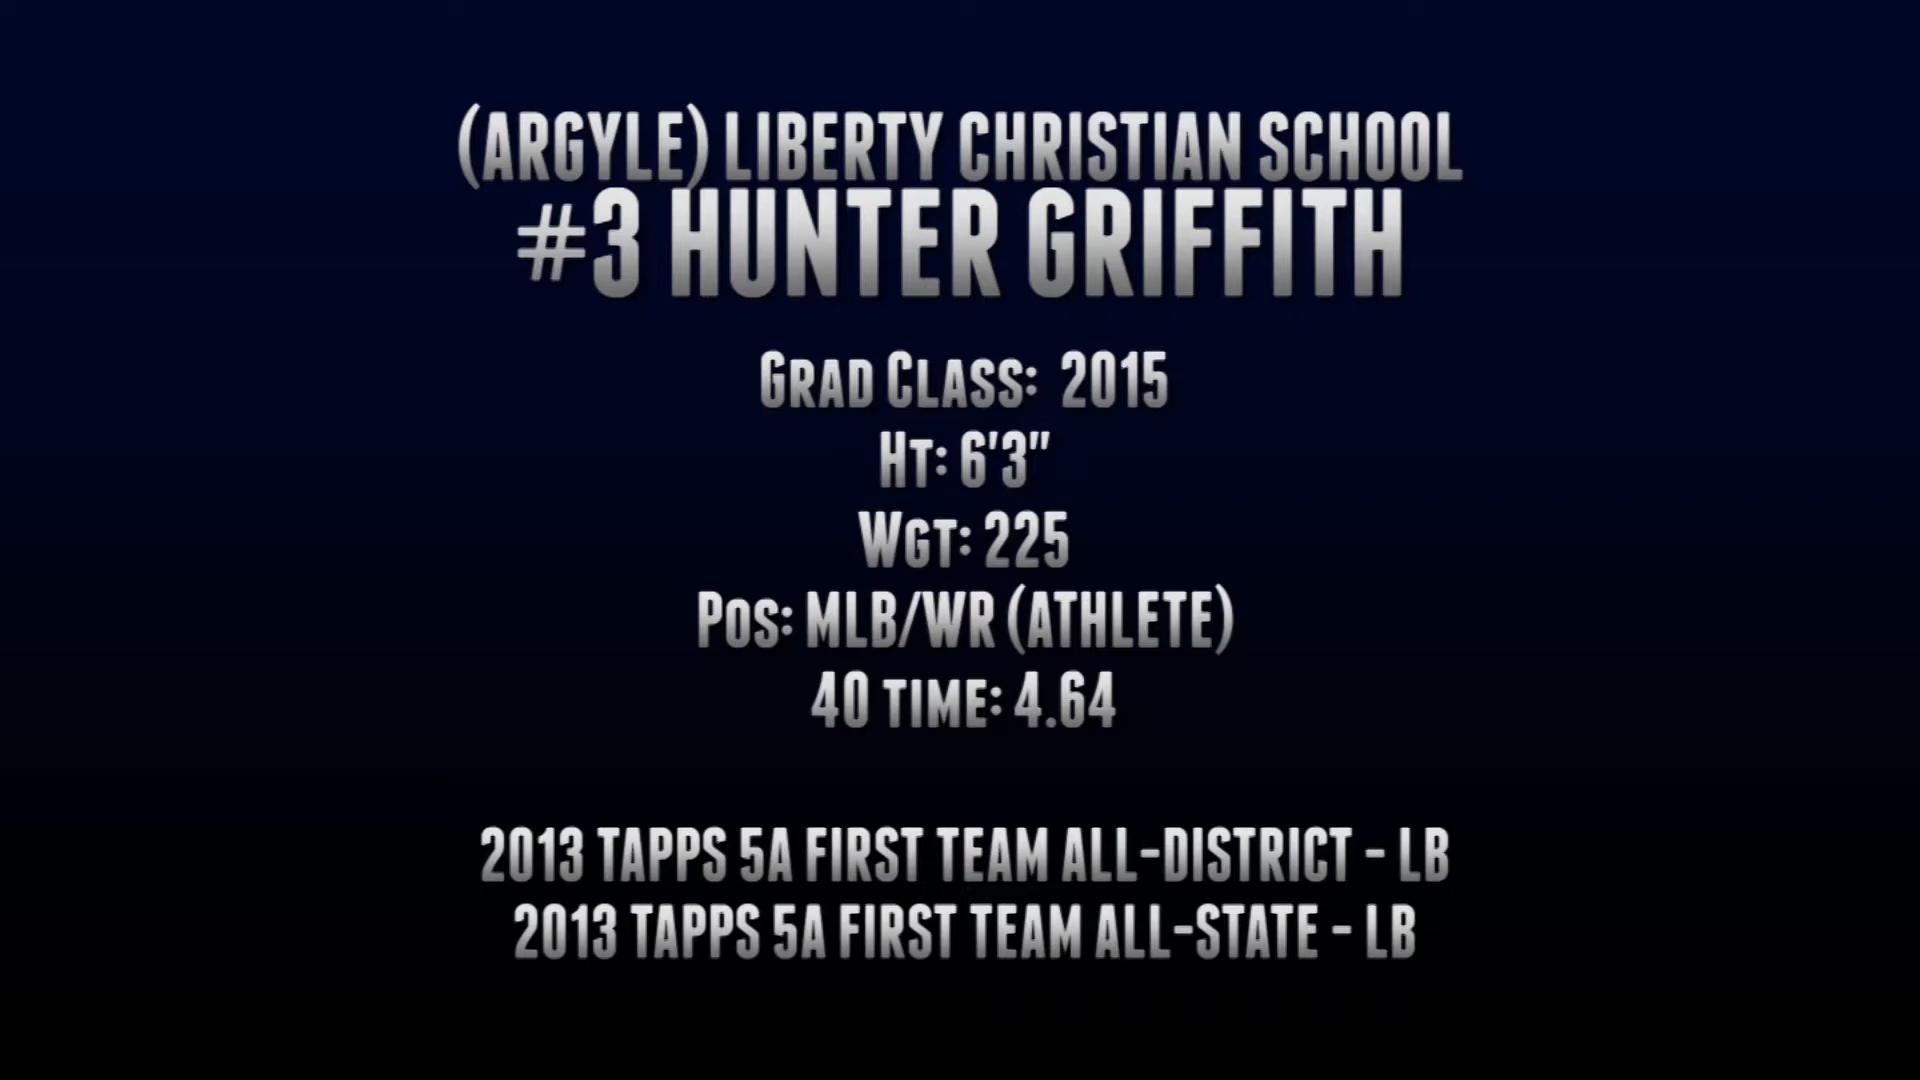 (ARGYLE) LIBERTY CHRISTIAN SCHOOL
#3 HUNTER GRIFFITH
GRAD CLASS: 2015
HT: 6'3"
WGT: 225
POS: MLB/WR (ATHLETE)
40 TIME: 4.64
2013 TAPPS 5A FIRST TEAM ALL-DISTRICT - LB
2013 TAPPS 5A FIRST TEAM ALL-STATE - LB